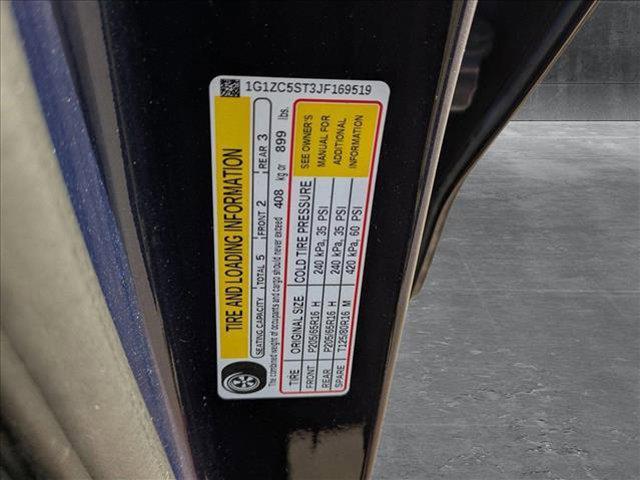 1G1ZC5ST3JF169519
TIRE AND LOADING INFORMATION
SEATING CAPACITY TOTAL 5 FRONT 2 REAR 3
The combined weight of occupants and cargo should never exceed 408 kg or 899 lbs.
TIRE ORIGINAL SIZE COLD TIRE PRESSURE
FRONT P205/65R16 H 240 kPa, 35 PSI
REAR P205/65R16 H 240 kPa, 35 PSI
SPARE T125/80R16 M 420 kPa, 60 PSI
SEE OWNER'S
MANUAL FOR
ADDITIONAL
INFORMATION